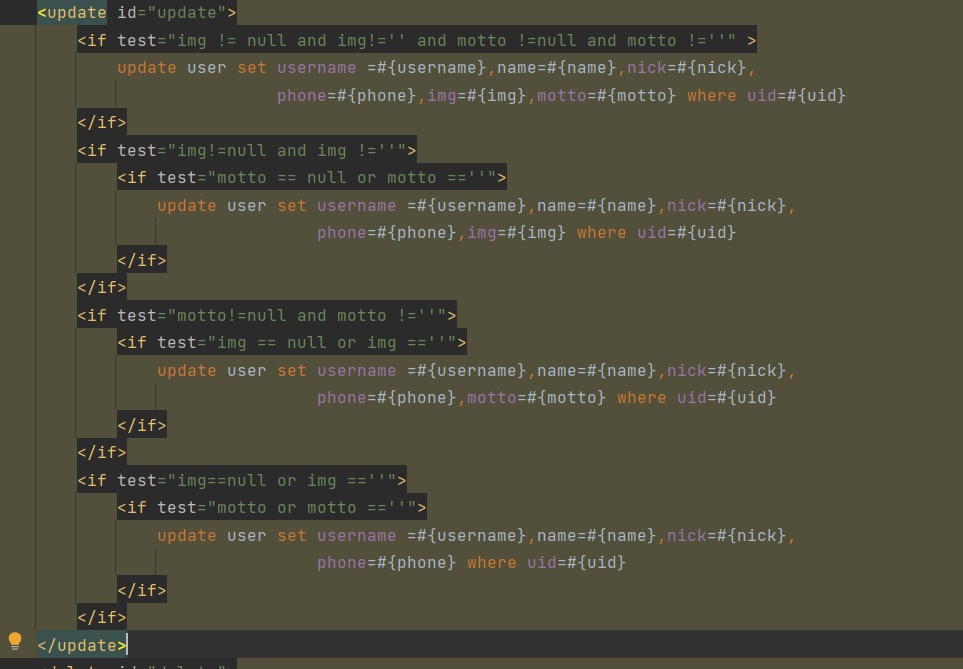 <update id="update">
<if test="img != null and img!='' and motto !=null and motto !=''" >
update user set username =#{username},name=#{name},nick=#{nick},
phone=#{phone},img=#{img},motto=#{motto} where uid=#{uid}
</if>
<if test="img!=null and img !=''">
<if test="motto == null or motto ==''">
update user set username =#{username},name=#{name},nick=#{nick},
phone=#{phone},img=#{img} where uid=#{uid}
</if>
</if>
<if test="motto!=null and motto !=''">
<if test="img == null or img ==''">
update user set username =#{username},name=#{name},nick=#{nick},
phone=#{phone},motto=#{motto} where uid=#{uid}
</if>
</if>
<if test="img==null or img ==''">
<if test="motto or motto ==''">
update user set username =#{username},name=#{name},nick=#{nick},
phone=#{phone} where uid=#{uid}
</if>
</if>
</update>